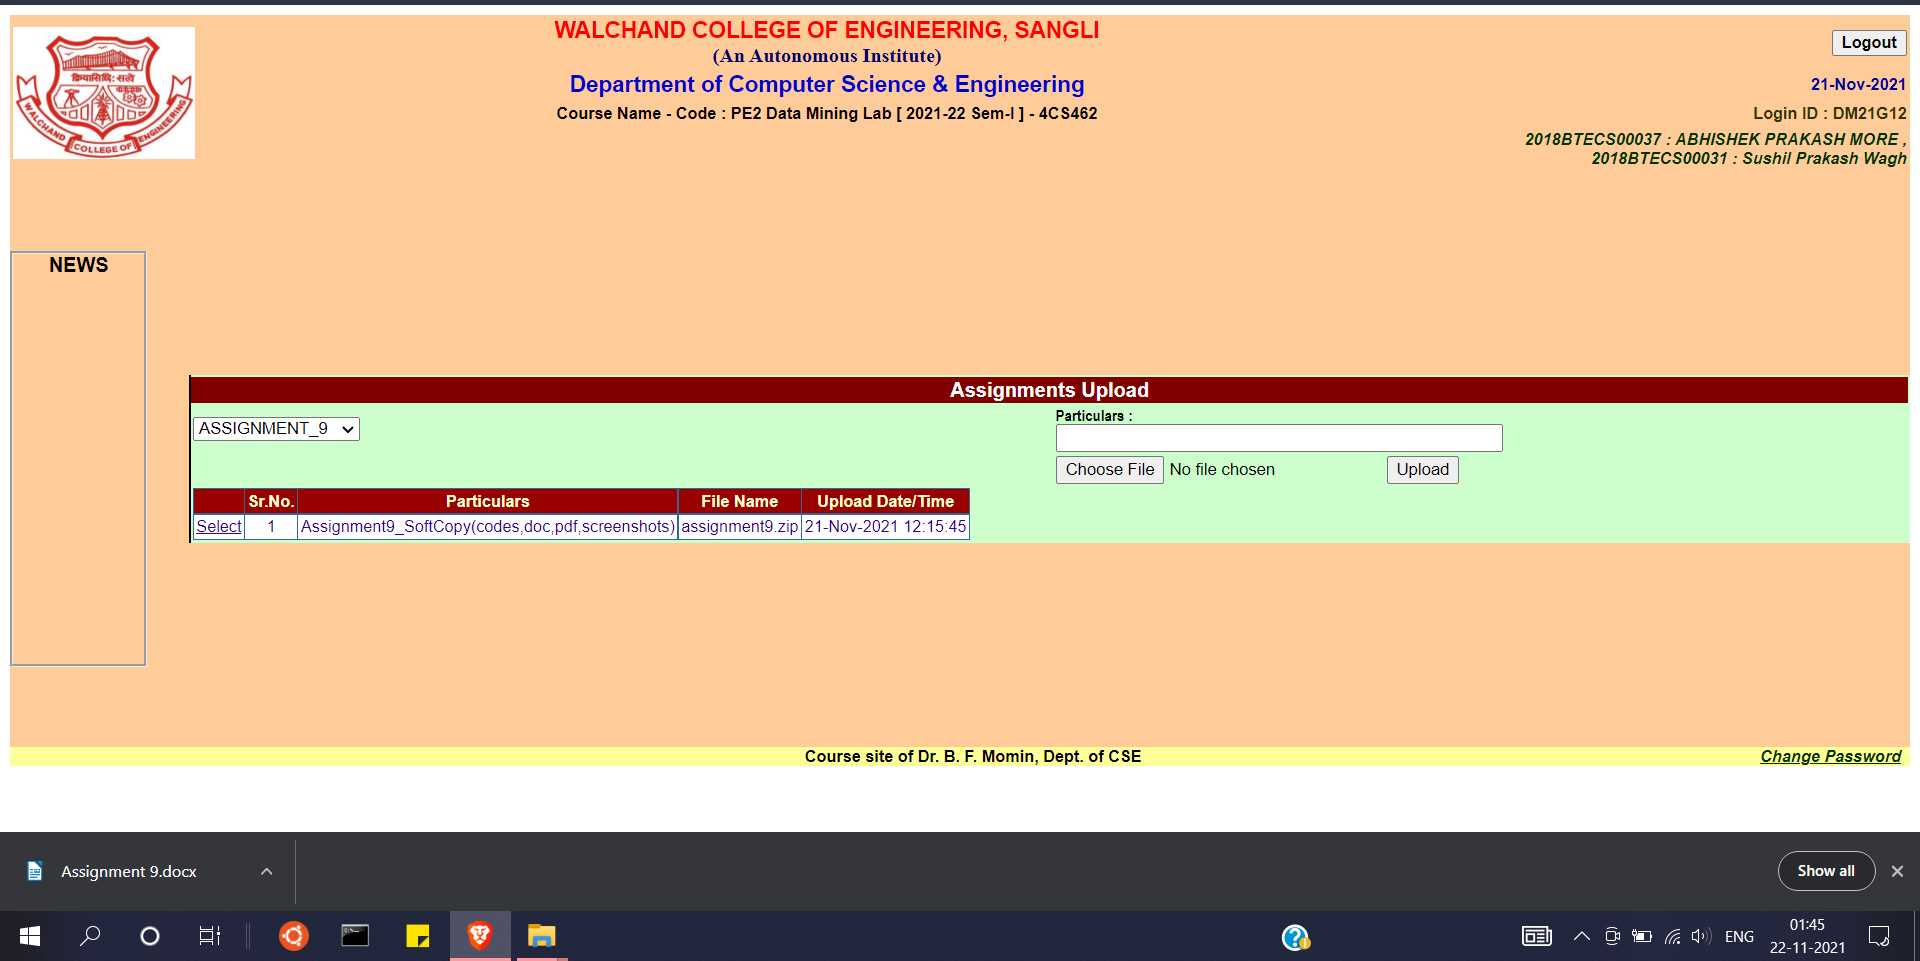 WALCHAND COLLEGE OF ENGINEERING, SANGLI
(An Autonomous Institute)
Department of Computer Science & Engineering
Course Name - Code : PE2 Data Mining Lab [ 2021-22 Sem-I ] - 4CS462
Logout
21-Nov-2021
Login ID : DM21G12
2018BTECS00037 : ABHISHEK PRAKASH MORE ,
2018BTECS00031 : Sushil Prakash Wagh
WALCHAND COLLEGE OF ENGINEERING
NEWS
Assignments Upload
ASSIGNMENT_9
Particulars :
Choose File No file chosen Upload
Sr.No. Particulars File Name Upload Date/Time
Select 1 Assignment9_SoftCopy(codes,doc,pdf,screenshots) assignment9.zip 21-Nov-2021 12:15:45
Course site of Dr. B. F. Momin, Dept. of CSE
Change Password
Assignment 9.docx
Show all
ENG
01:45
22-11-2021